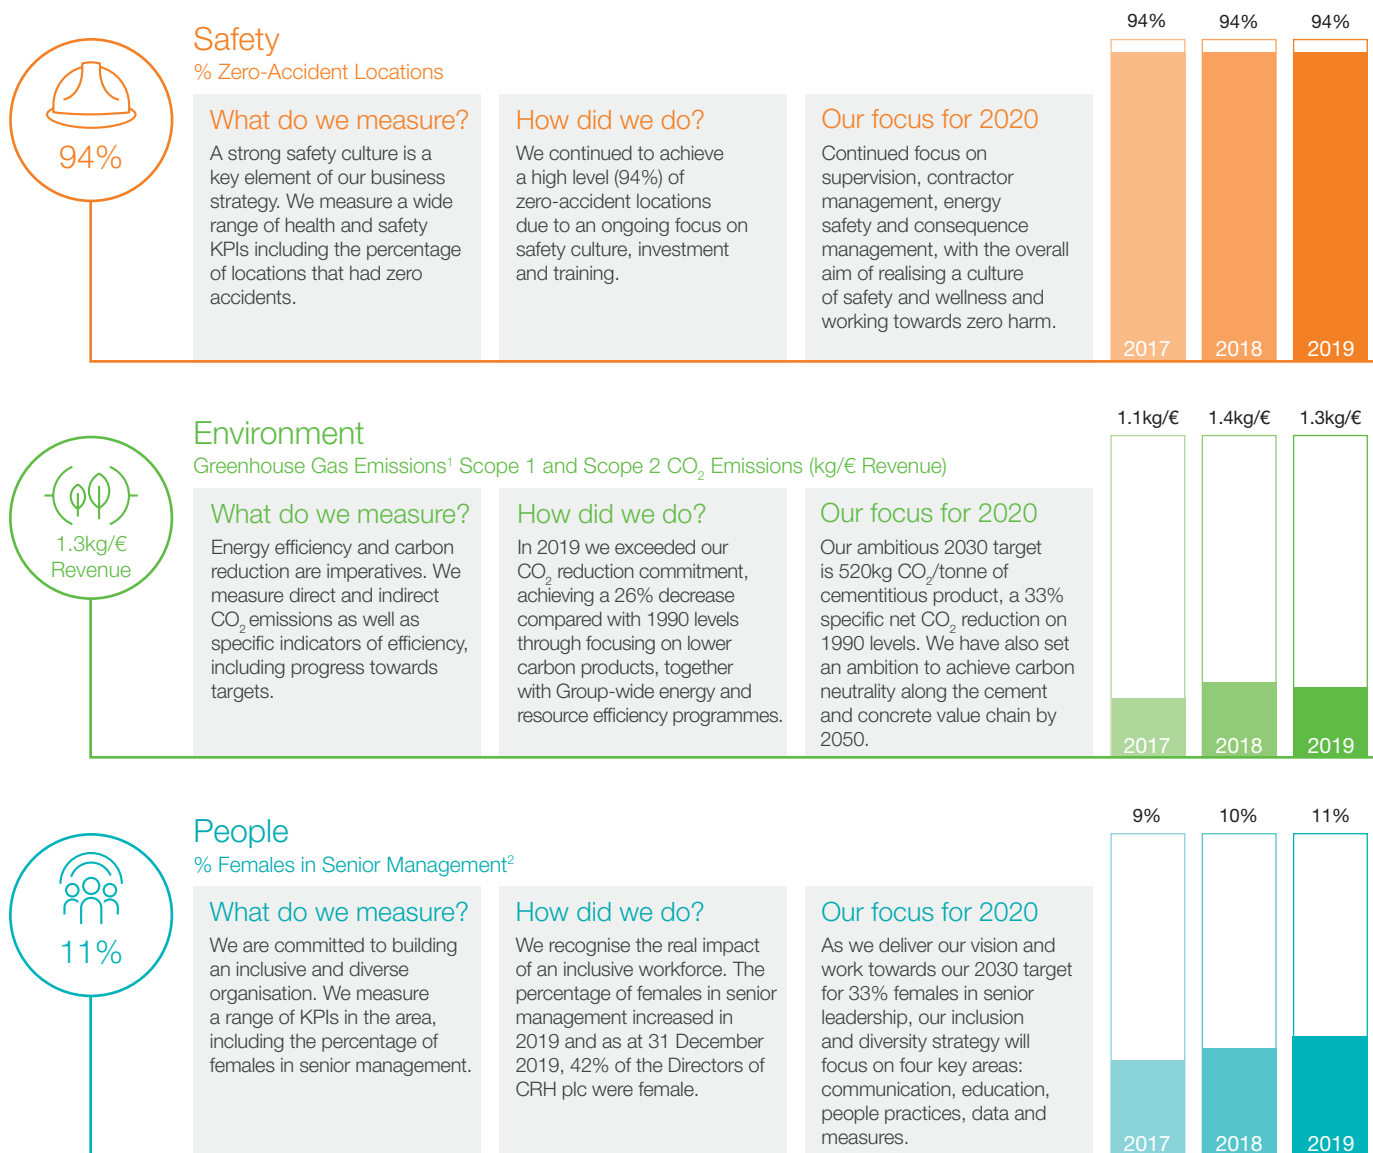 94%
Safety
% Zero-Accident Locations
What do we measure?
A strong safety culture is a
key element of our business
strategy. We measure a wide
range of health and safety
KPIs including the percentage
of locations that had zero
accidents.
How did we do?
We continued to achieve
a high level (94%) of
zero-accident locations
due to an ongoing focus on
safety culture, investment
and training.
Our focus for 2020
Continued focus on
supervision, contractor
management, energy
safety and consequence
management, with the overall
aim of realising a culture
of safety and wellness and
working towards zero harm.
94% 94% 94%
2017 2018 2019
1.3kg/€
Revenue
Environment
Greenhouse Gas Emissions¹ Scope 1 and Scope 2 CO₂ Emissions (kg/€ Revenue)
What do we measure?
Energy efficiency and carbon
reduction are imperatives. We
measure direct and indirect
CO₂ emissions as well as
specific indicators of efficiency,
including progress towards
targets.
How did we do?
In 2019 we exceeded our
CO₂ reduction commitment,
achieving a 26% decrease
compared with 1990 levels
through focusing on lower
carbon products, together
with Group-wide energy and
resource efficiency programmes.
Our focus for 2020
Our ambitious 2030 target
is 520kg CO₂/tonne of
cementitious product, a 33%
specific net CO₂ reduction on
1990 levels. We have also set
an ambition to achieve carbon
neutrality along the cement
and concrete value chain by
2050.
1.1kg/€ 1.4kg/€ 1.3kg/€
2017 2018 2019
11%
People
% Females in Senior Management²
What do we measure?
We are committed to building
an inclusive and diverse
organisation. We measure
a range of KPIs in the area,
including the percentage of
females in senior management.
How did we do?
We recognise the real impact
of an inclusive workforce. The
percentage of females in senior
management increased in
2019 and as at 31 December
2019, 42% of the Directors of
CRH plc were female.
Our focus for 2020
As we deliver our vision and
work towards our 2030 target
for 33% females in senior
leadership, our inclusion
and diversity strategy will
focus on four key areas:
communication, education,
people practices, data and
measures.
9% 10% 11%
2017 2018 2019